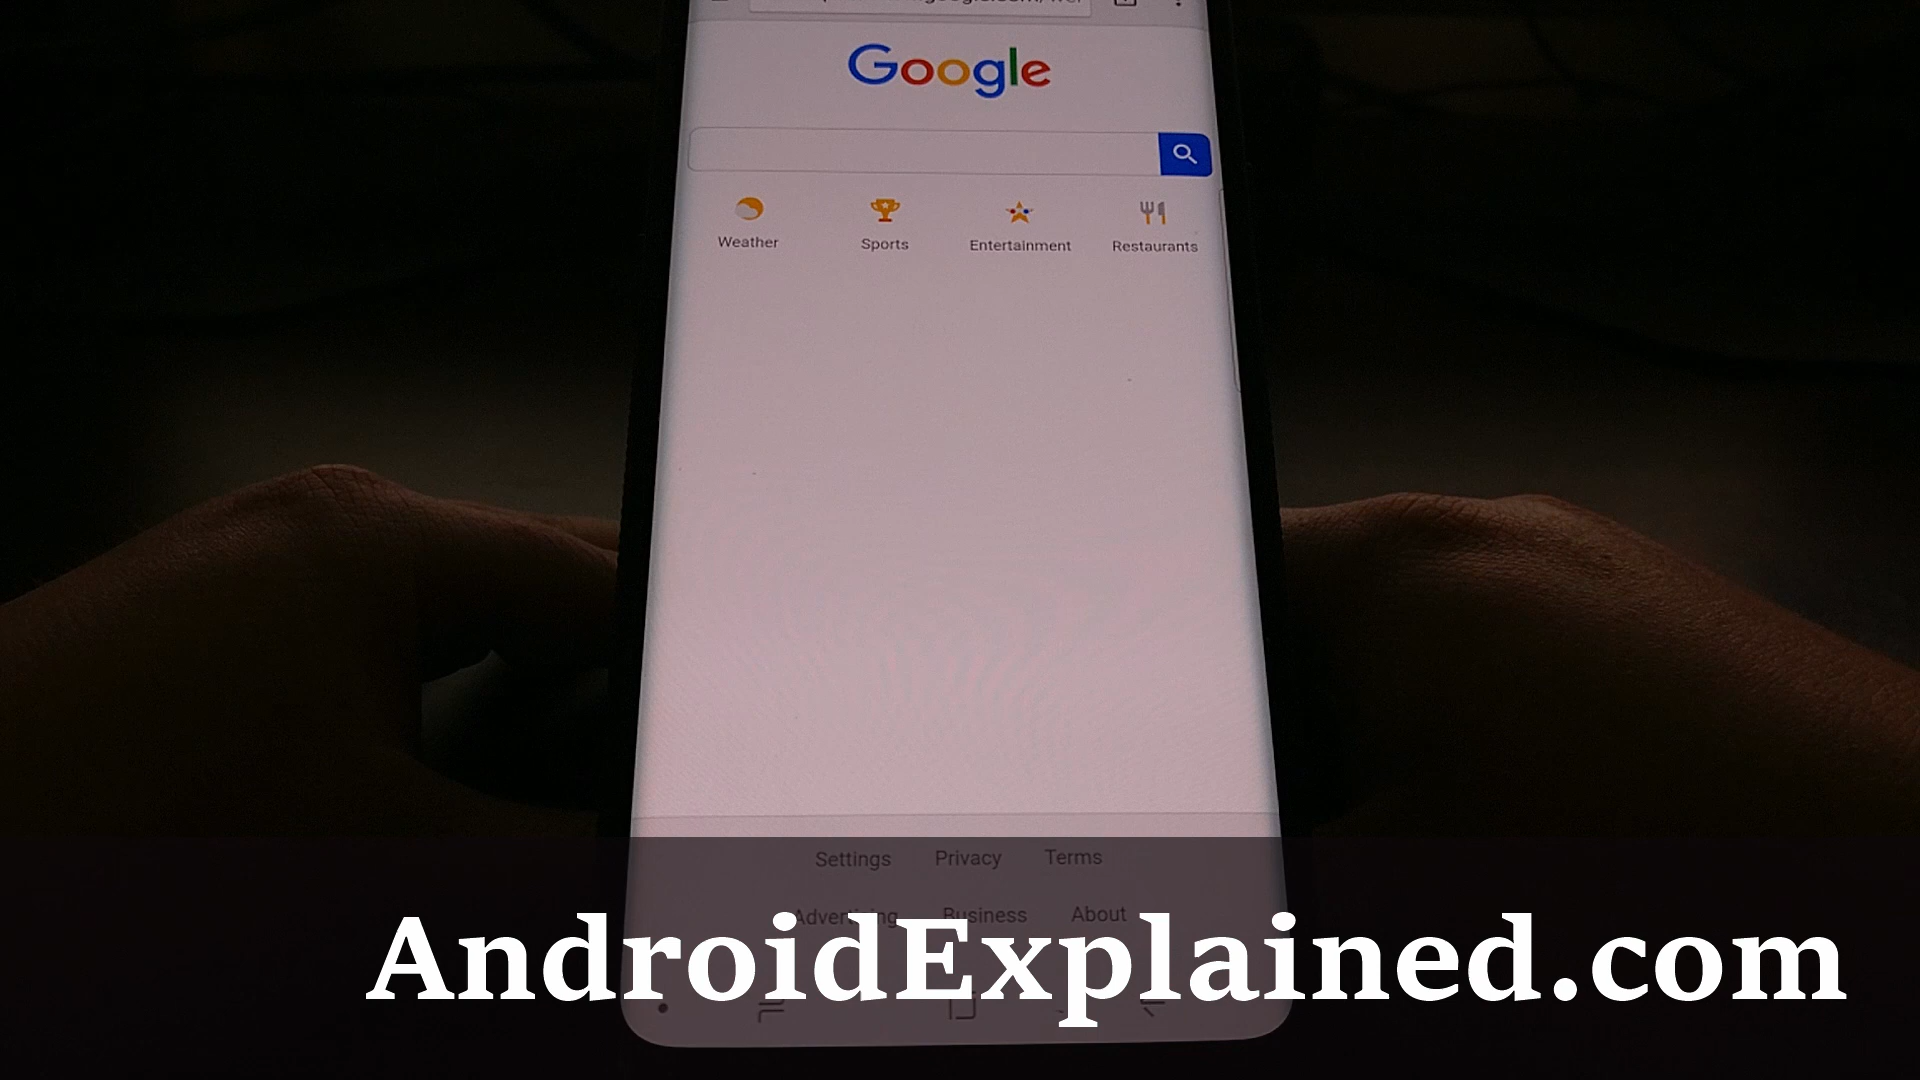 Google
Weather Sports Entertainment Restaurants
Settings Privacy Terms
Advertising Business About
AndroidExplained.com